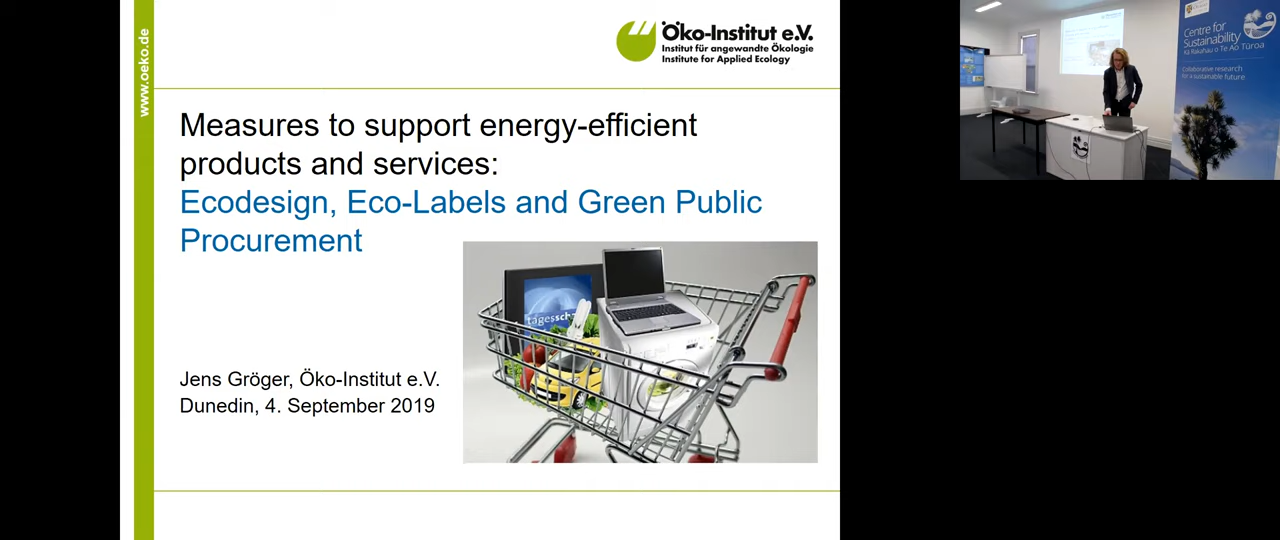 www.oeko.de
Öko-Institut e.V.
Institut für angewandte Ökologie
Institute for Applied Ecology
Measures to support energy-efficient
products and services:
Ecodesign, Eco-Labels and Green Public
Procurement
Jens Gröger, Öko-Institut e.V.
Dunedin, 4. September 2019
Centre for
Sustainability
Kā Rakahau o Te Ao Tūroa
Collaborative research
for a sustainable future